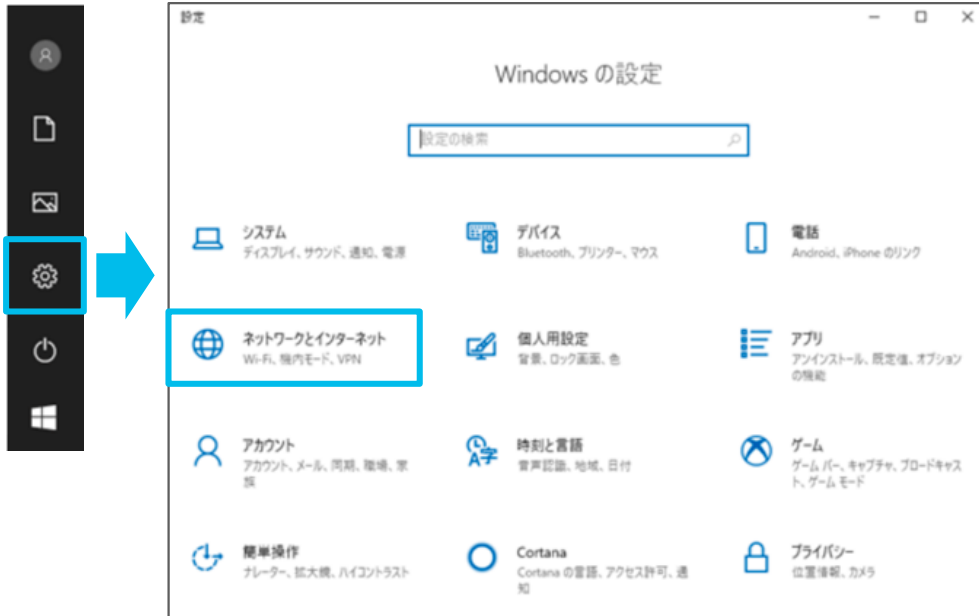 設定
Windows の設定
設定の検索
システム
ディスプレイ、サウンド、通知、電源
デバイス
Bluetooth、プリンター、マウス
電話
Android、iPhone のリンク
ネットワークとインターネット
Wi-Fi、機内モード、VPN
個人用設定
背景、ロック画面、色
アプリ
アンインストール、既定値、オプション
の機能
アカウント
アカウント、メール、同期、職場、家
族
時刻と言語
音声認識、地域、日付
ゲーム
ゲーム バー、キャプチャ、ブロードキャス
ト、ゲーム モード
簡単操作
ナレーター、拡大鏡、ハイコントラスト
Cortana
Cortana の言語、アクセス許可、通
知
プライバシー
位置情報、カメラ